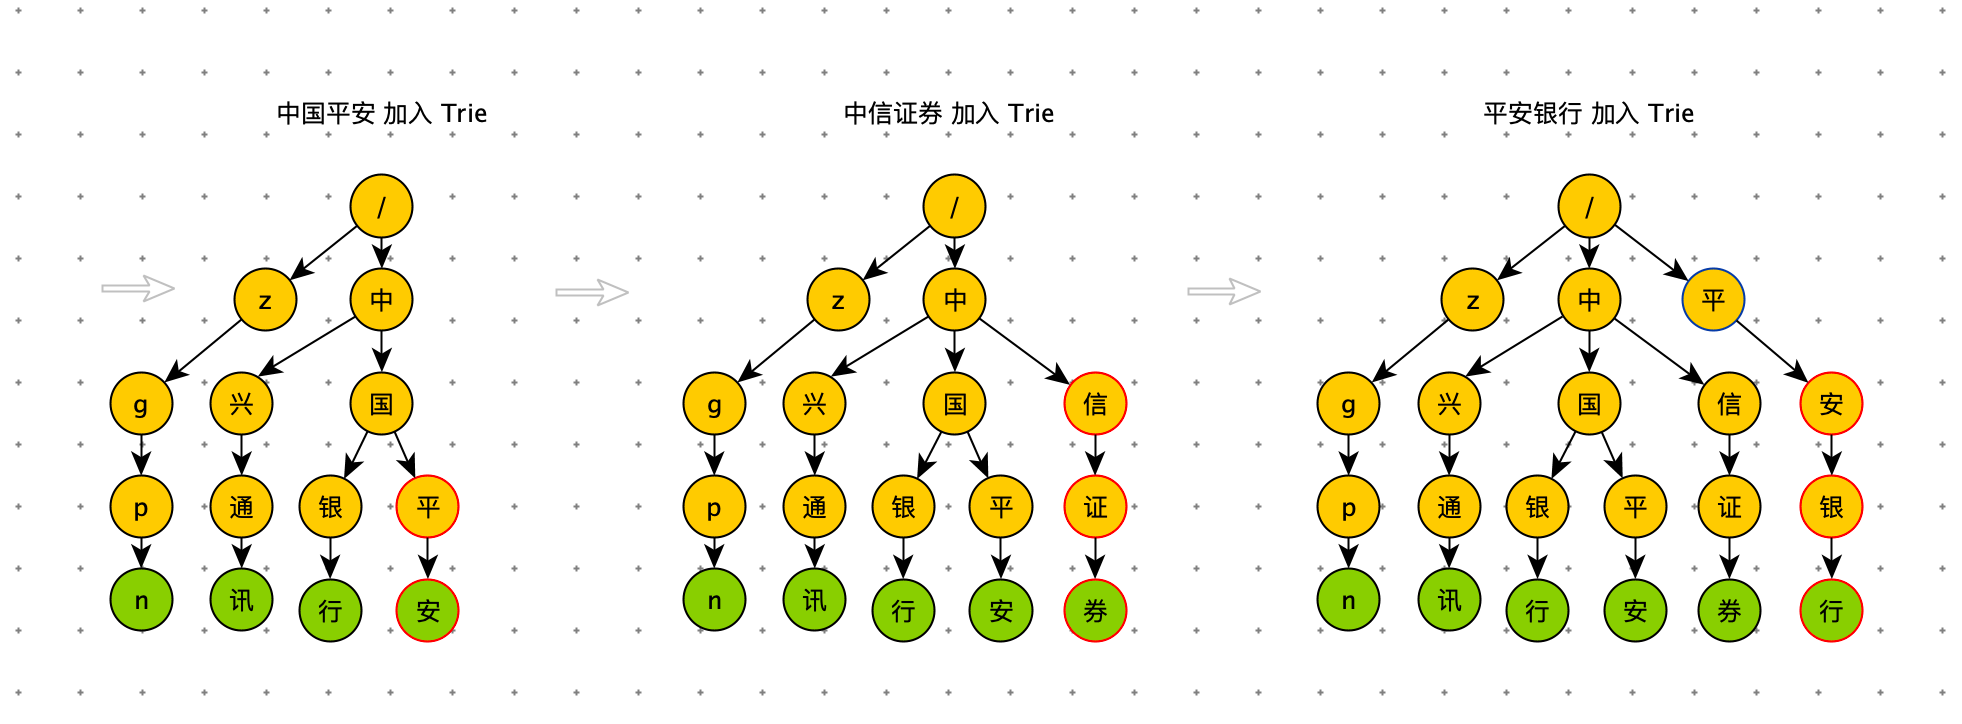 中国平安 加入 Trie
/
z 中
g 兴 国
p 通 银 平
n 讯 行 安
中信证券 加入 Trie
/
z 中
g 兴 国 信
p 通 银 平 证
n 讯 行 安 券
平安银行 加入 Trie
/
z 中 平
g 兴 国 信 安
p 通 银 平 证 银
n 讯 行 安 券 行